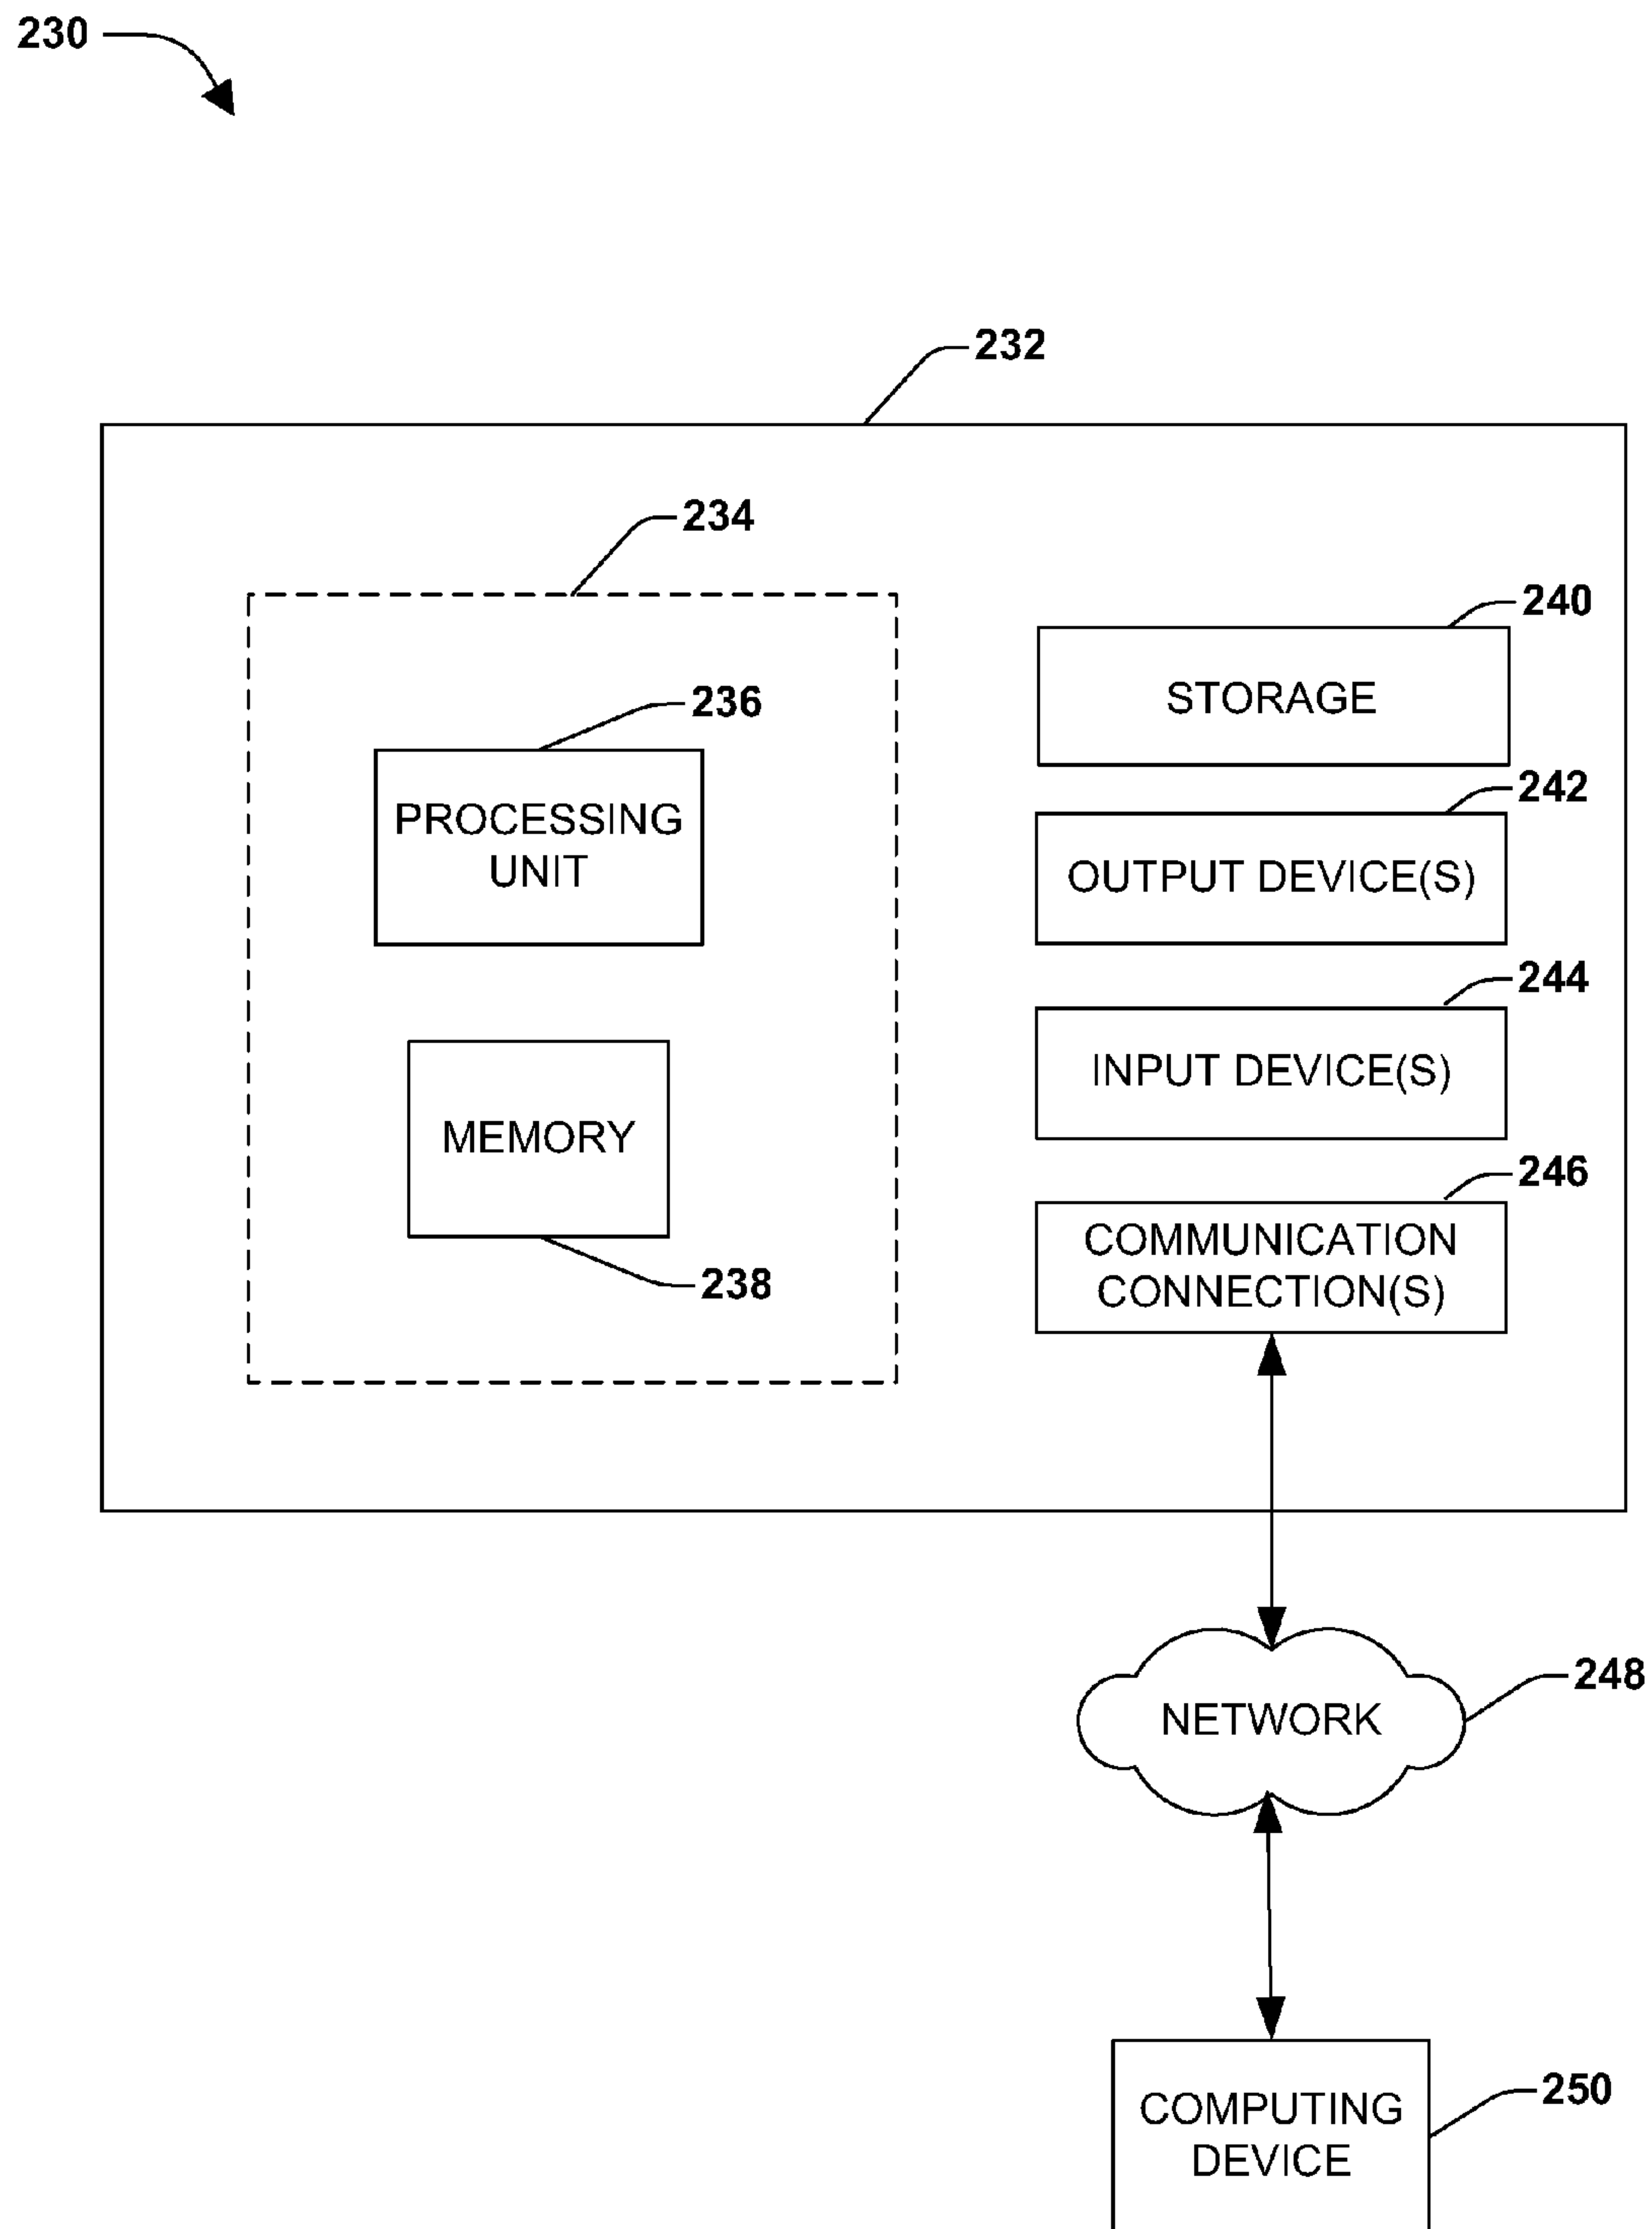 230
232
234
240
STORAGE
236
PROCESSING
UNIT
242
OUTPUT DEVICE(S)
244
INPUT DEVICE(S)
MEMORY
238
246
COMMUNICATION
CONNECTION(S)
NETWORK
248
COMPUTING
DEVICE
250